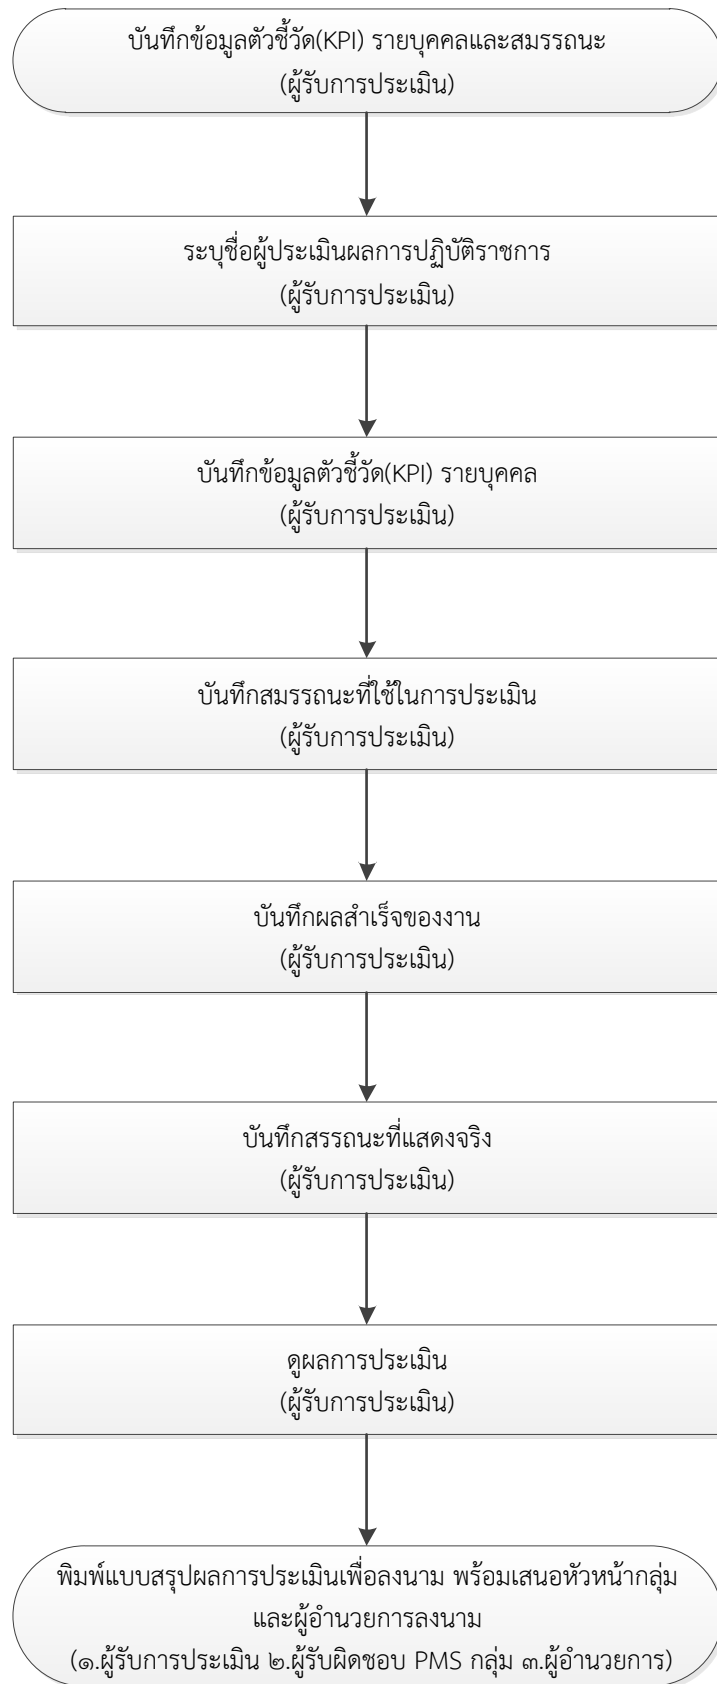 บันทึกข้อมูลตัวชี้วัด(KPI) รายบุคคลและสมรรถนะ
(ผู้รับการประเมิน)
ระบุชื่อผู้ประเมินผลการปฏิบัติราชการ
(ผู้รับการประเมิน)
บันทึกข้อมูลตัวชี้วัด(KPI) รายบุคคล
(ผู้รับการประเมิน)
บันทึกสมรรถนะที่ใช้ในการประเมิน
(ผู้รับการประเมิน)
บันทึกผลสำเร็จของงาน
(ผู้รับการประเมิน)
บันทึกสรรถนะที่แสดงจริง
(ผู้รับการประเมิน)
ดูผลการประเมิน
(ผู้รับการประเมิน)
พิมพ์แบบสรุปผลการประเมินเพื่อลงนาม พร้อมเสนอหัวหน้ากลุ่ม
และผู้อำนวยการลงนาม
(๑.ผู้รับการประเมิน ๒.ผู้รับผิดชอบ PMS กลุ่ม ๓.ผู้อำนวยการ)